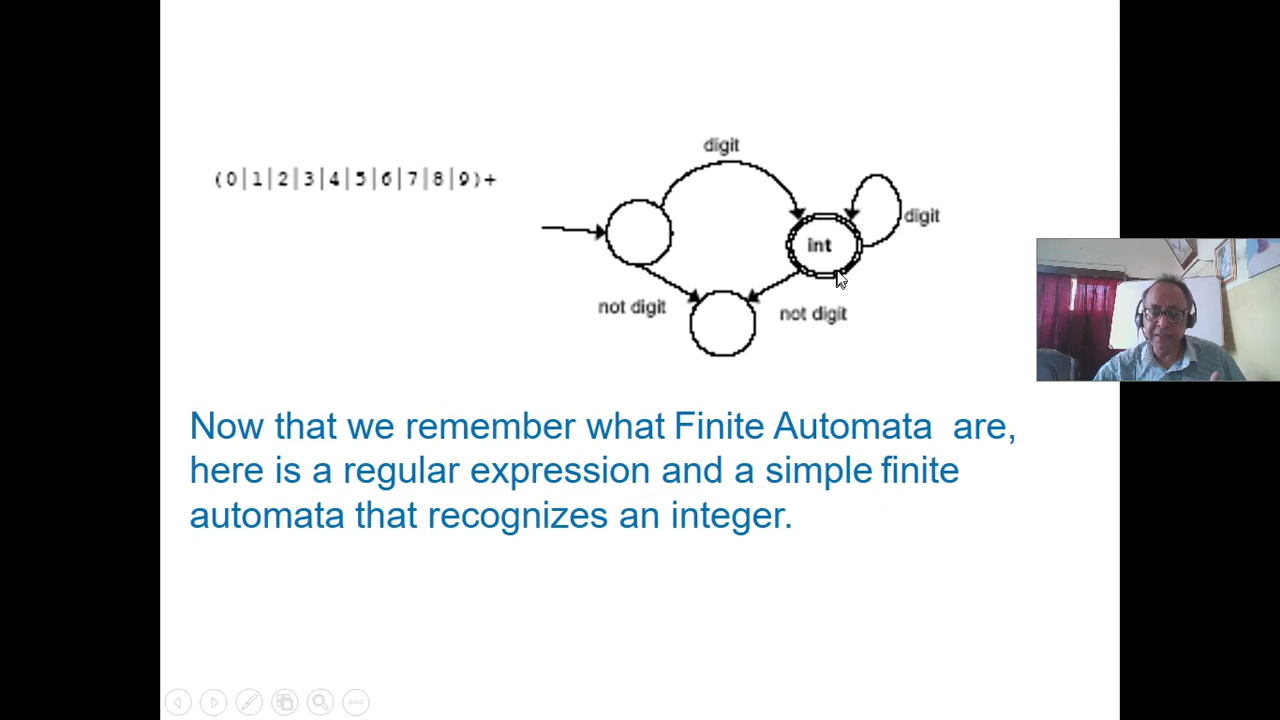 digit
(0|1|2|3|4|5|6|7|8|9)+
digit
int
not digit
not digit
Now that we remember what Finite Automata are,
here is a regular expression and a simple finite
automata that recognizes an integer.